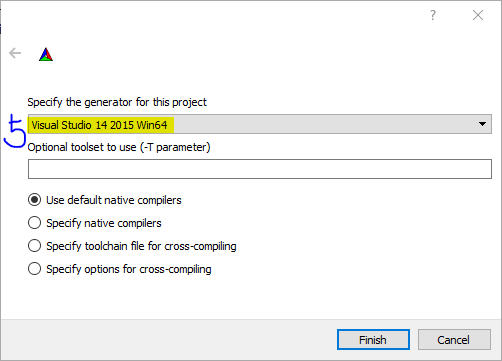 ?
Specify the generator for this project
5
Visual Studio 14 2015 Win64
Optional toolset to use (-T parameter)
Use default native compilers
Specify native compilers
Specify toolchain file for cross-compiling
Specify options for cross-compiling
Finish
Cancel